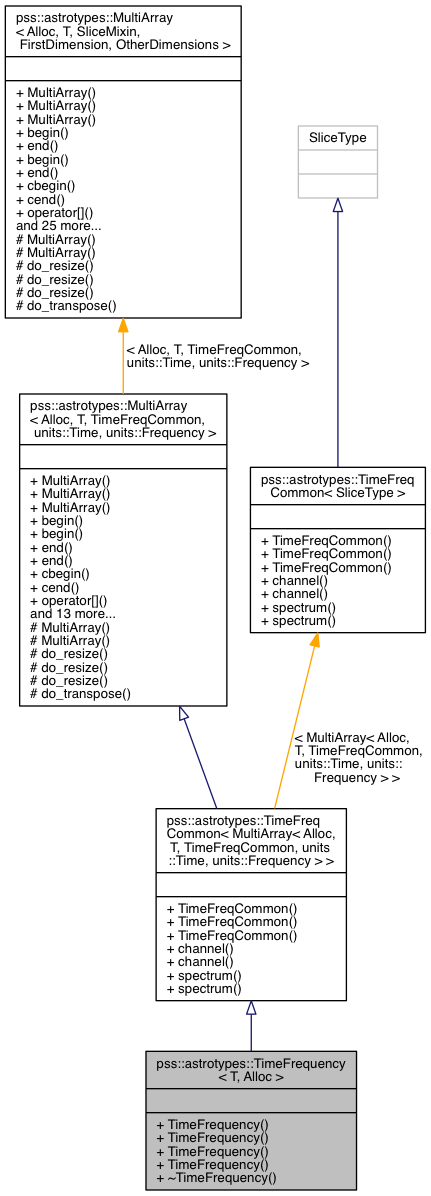 pss::astrotypes::MultiArray
< Alloc, T, SliceMixin,
FirstDimension, OtherDimensions >
+ MultiArray()
+ MultiArray()
+ MultiArray()
+ begin()
+ end()
+ begin()
+ end()
+ cbegin()
+ cend()
+ operator[]()
and 25 more...
# MultiArray()
# MultiArray()
# do_resize()
# do_resize()
# do_resize()
# do_transpose()
SliceType
< Alloc, T, TimeFreqCommon,
units::Time, units::Frequency >
pss::astrotypes::MultiArray
< Alloc, T, TimeFreqCommon,
units::Time, units::Frequency >
+ MultiArray()
+ MultiArray()
+ MultiArray()
+ begin()
+ begin()
+ end()
+ end()
+ cbegin()
+ cend()
+ operator[]()
and 13 more...
# MultiArray()
# MultiArray()
# do_resize()
# do_resize()
# do_resize()
# do_transpose()
pss::astrotypes::TimeFreq
Common< SliceType >
+ TimeFreqCommon()
+ TimeFreqCommon()
+ TimeFreqCommon()
+ channel()
+ channel()
+ spectrum()
+ spectrum()
< MultiArray< Alloc,
T, TimeFreqCommon,
units::Time, units::
Frequency > >
pss::astrotypes::TimeFreq
Common< MultiArray< Alloc,
T, TimeFreqCommon, units
::Time, units::Frequency > >
+ TimeFreqCommon()
+ TimeFreqCommon()
+ TimeFreqCommon()
+ channel()
+ channel()
+ spectrum()
+ spectrum()
pss::astrotypes::TimeFrequency
< T, Alloc >
+ TimeFrequency()
+ TimeFrequency()
+ TimeFrequency()
+ TimeFrequency()
+ ~TimeFrequency()